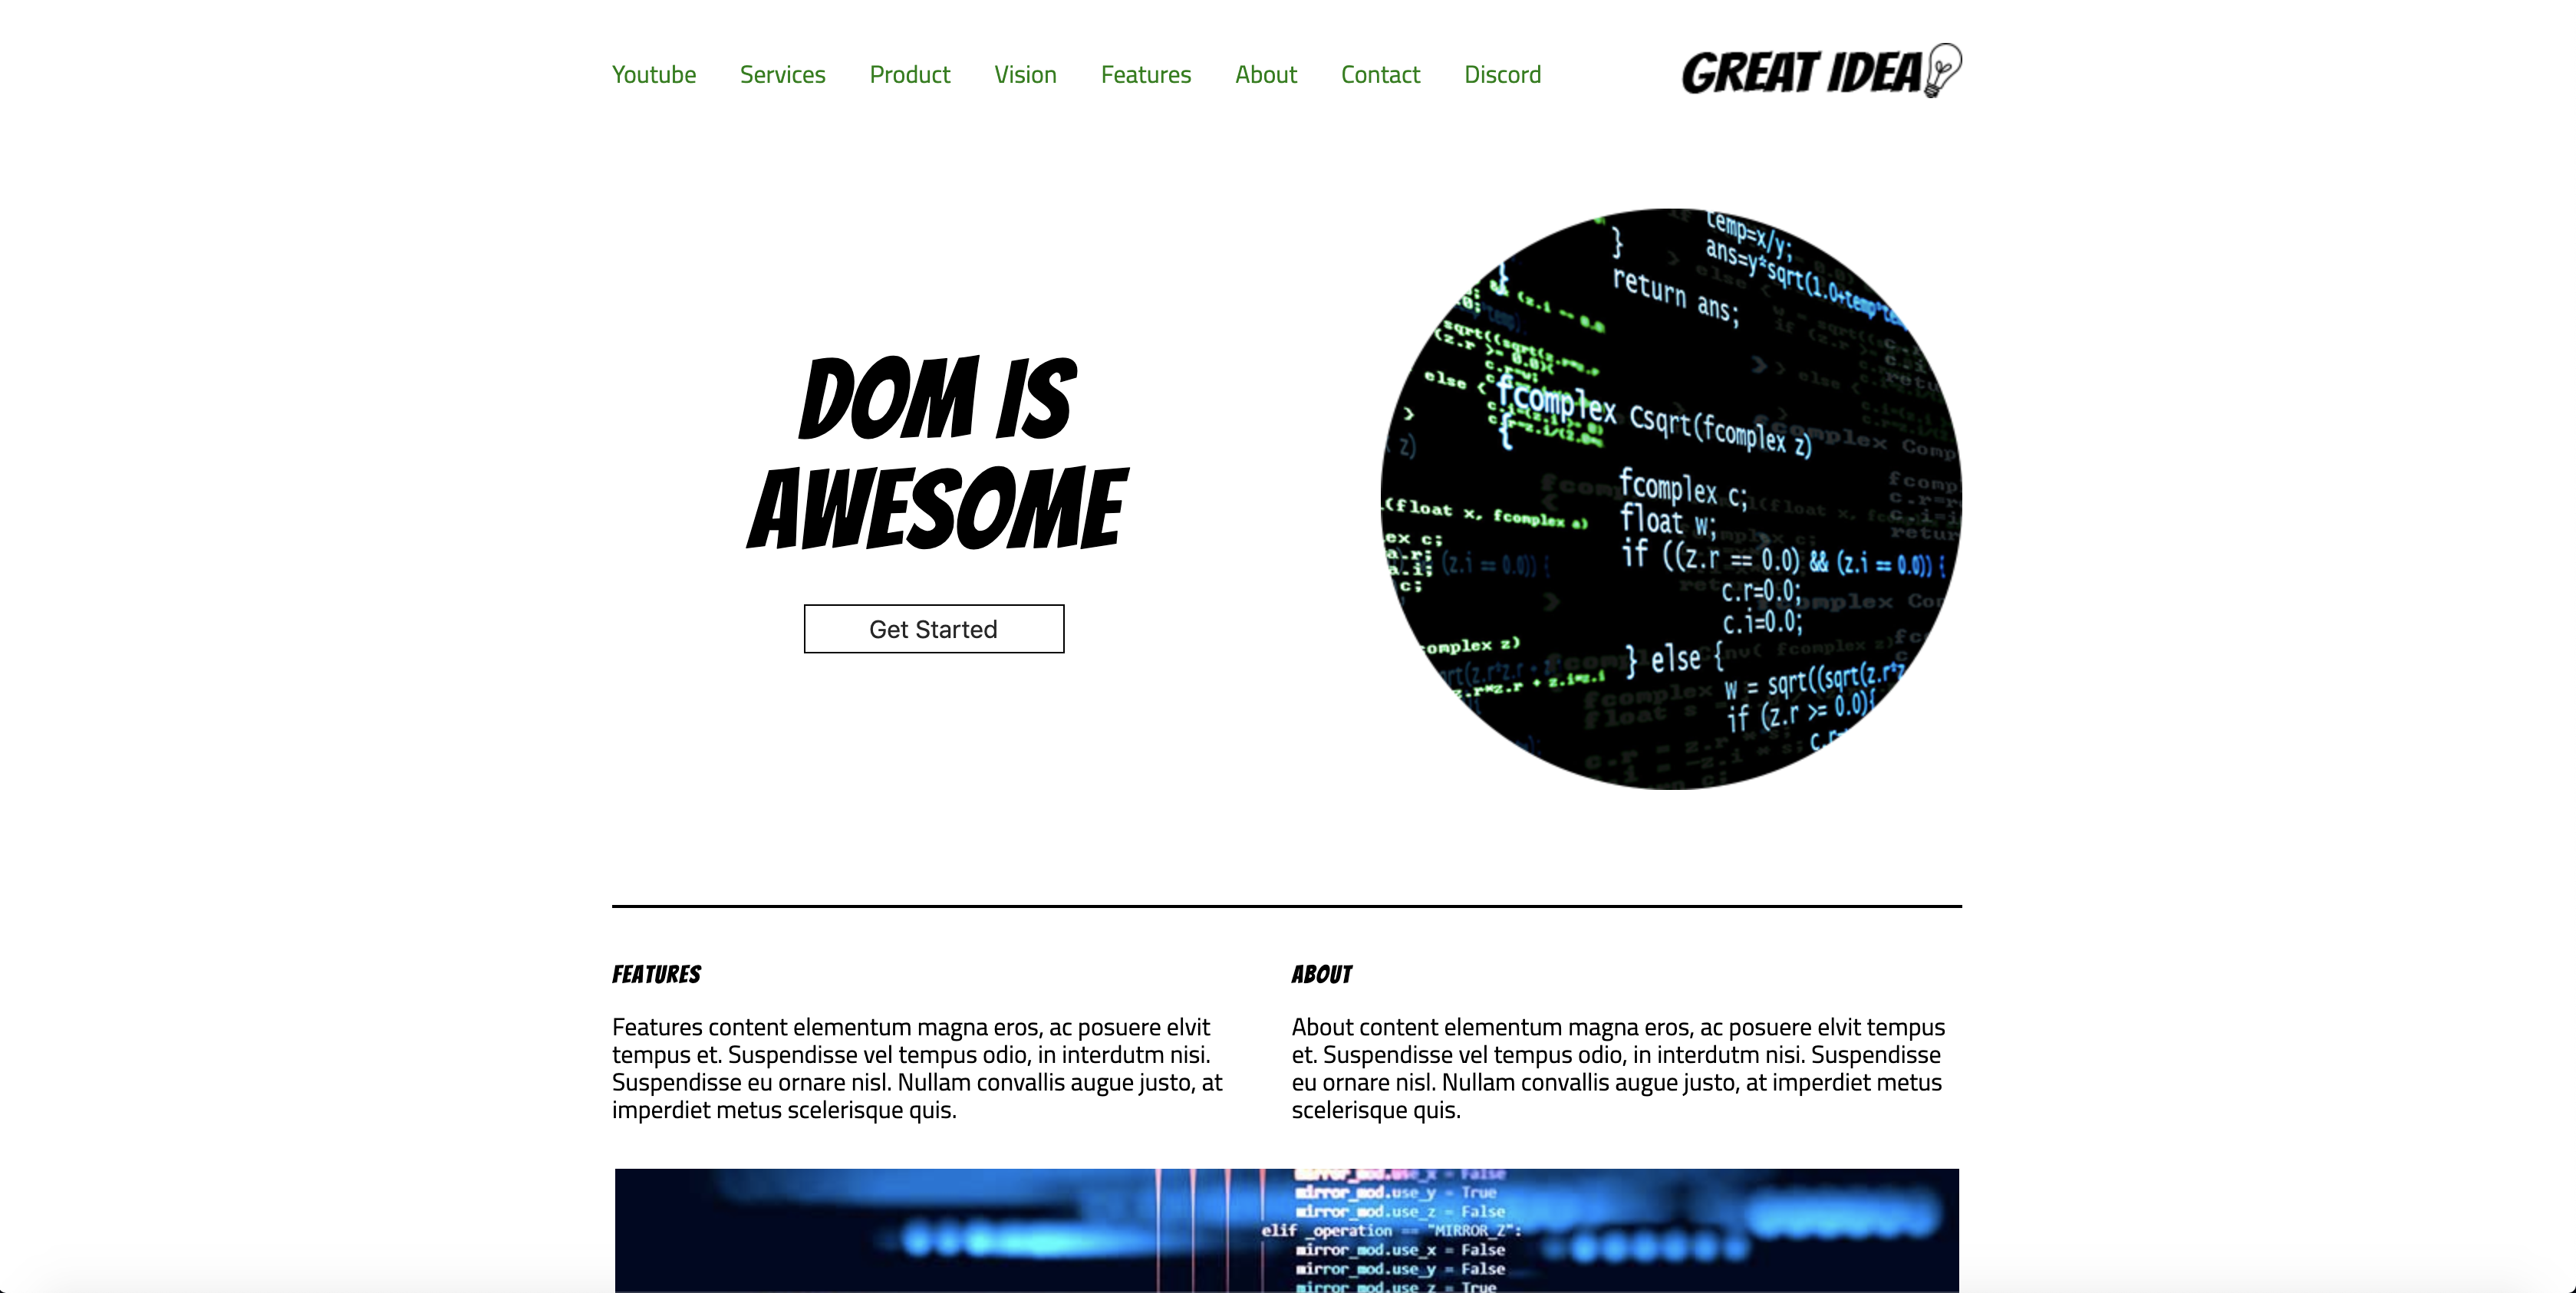 Youtube Services Product Vision Features About Contact Discord
GREAT IDEA
DOM IS
AWESOME
Get Started
temp=x/y;
ans=y*sqrt(1.0+temp*te
}
return ans;
}
else {
fcomplex Csqrt(fcomplex z)
{
(float x, fcomplex a)
fcomplex c;
float w;
if ((z.r == 0.0) && (z.i == 0.0)) {
c.r=0.0;
c.i=0.0;
omplex z)
} else {
w = sqrt((sqrt(z.r*z
if (z.r >= 0.0){
FEATURES
Features content elementum magna eros, ac posuere elvit
tempus et. Suspendisse vel tempus odio, in interdutm nisi.
Suspendisse eu ornare nisl. Nullam convallis augue justo, at
imperdiet metus scelerisque quis.
ABOUT
About content elementum magna eros, ac posuere elvit tempus
et. Suspendisse vel tempus odio, in interdutm nisi. Suspendisse
eu ornare nisl. Nullam convallis augue justo, at imperdiet metus
scelerisque quis.
mirror_mod.use_x = False
mirror_mod.use_y = True
mirror_mod.use_z = False
elif _operation == "MIRROR_Z":
mirror_mod.use_x = False
mirror_mod.use_y = False
mirror_mod.use_z = True